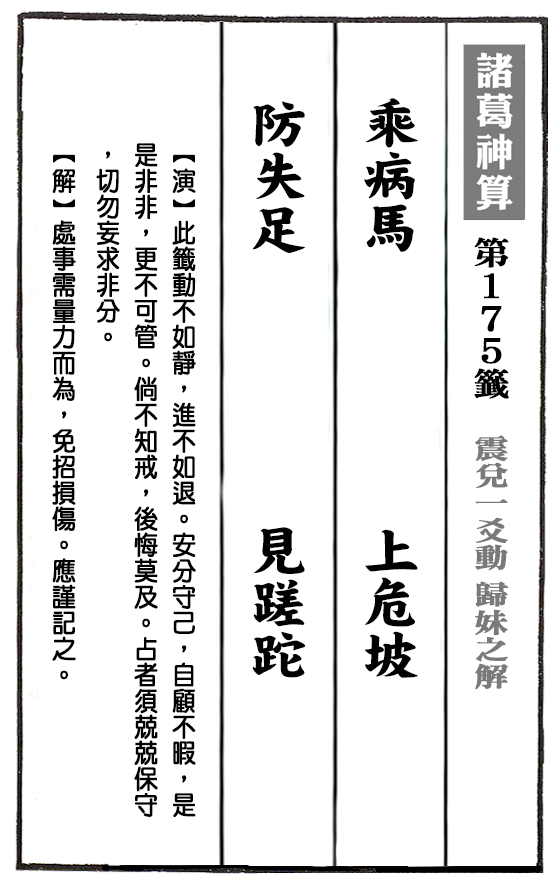 諸葛神算 第175籤 震兌一爻動 歸妹之解
乘病馬 上危坡
防失足 見蹉跎
【演】此籤動不如靜，進不如退。安分守己，自顧不暇，是
是非非，更不可管。倘不知戒，後悔莫及。占者須兢兢保守
，切勿妄求非分。
【解】處事需量力而為，免招損傷。應謹記之。